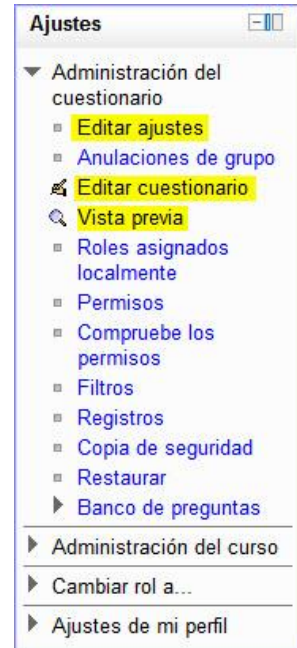 Ajustes
Administración del
cuestionario
Editar ajustes
Anulaciones de grupo
Editar cuestionario
Vista previa
Roles asignados
localmente
Permisos
Compruebe los
permisos
Filtros
Registros
Copia de seguridad
Restaurar
Banco de preguntas
Administración del curso
Cambiar rol a...
Ajustes de mi perfil